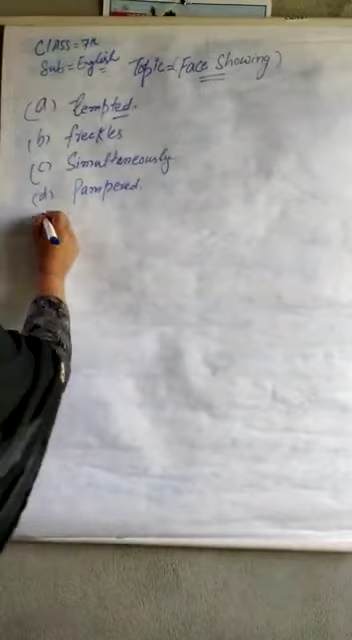 CLASS = 7th
Sub = English Topic = (Face Showing)
(a) tempted.
(b) freckles
(c) Simultaneously
(d) Pampered.